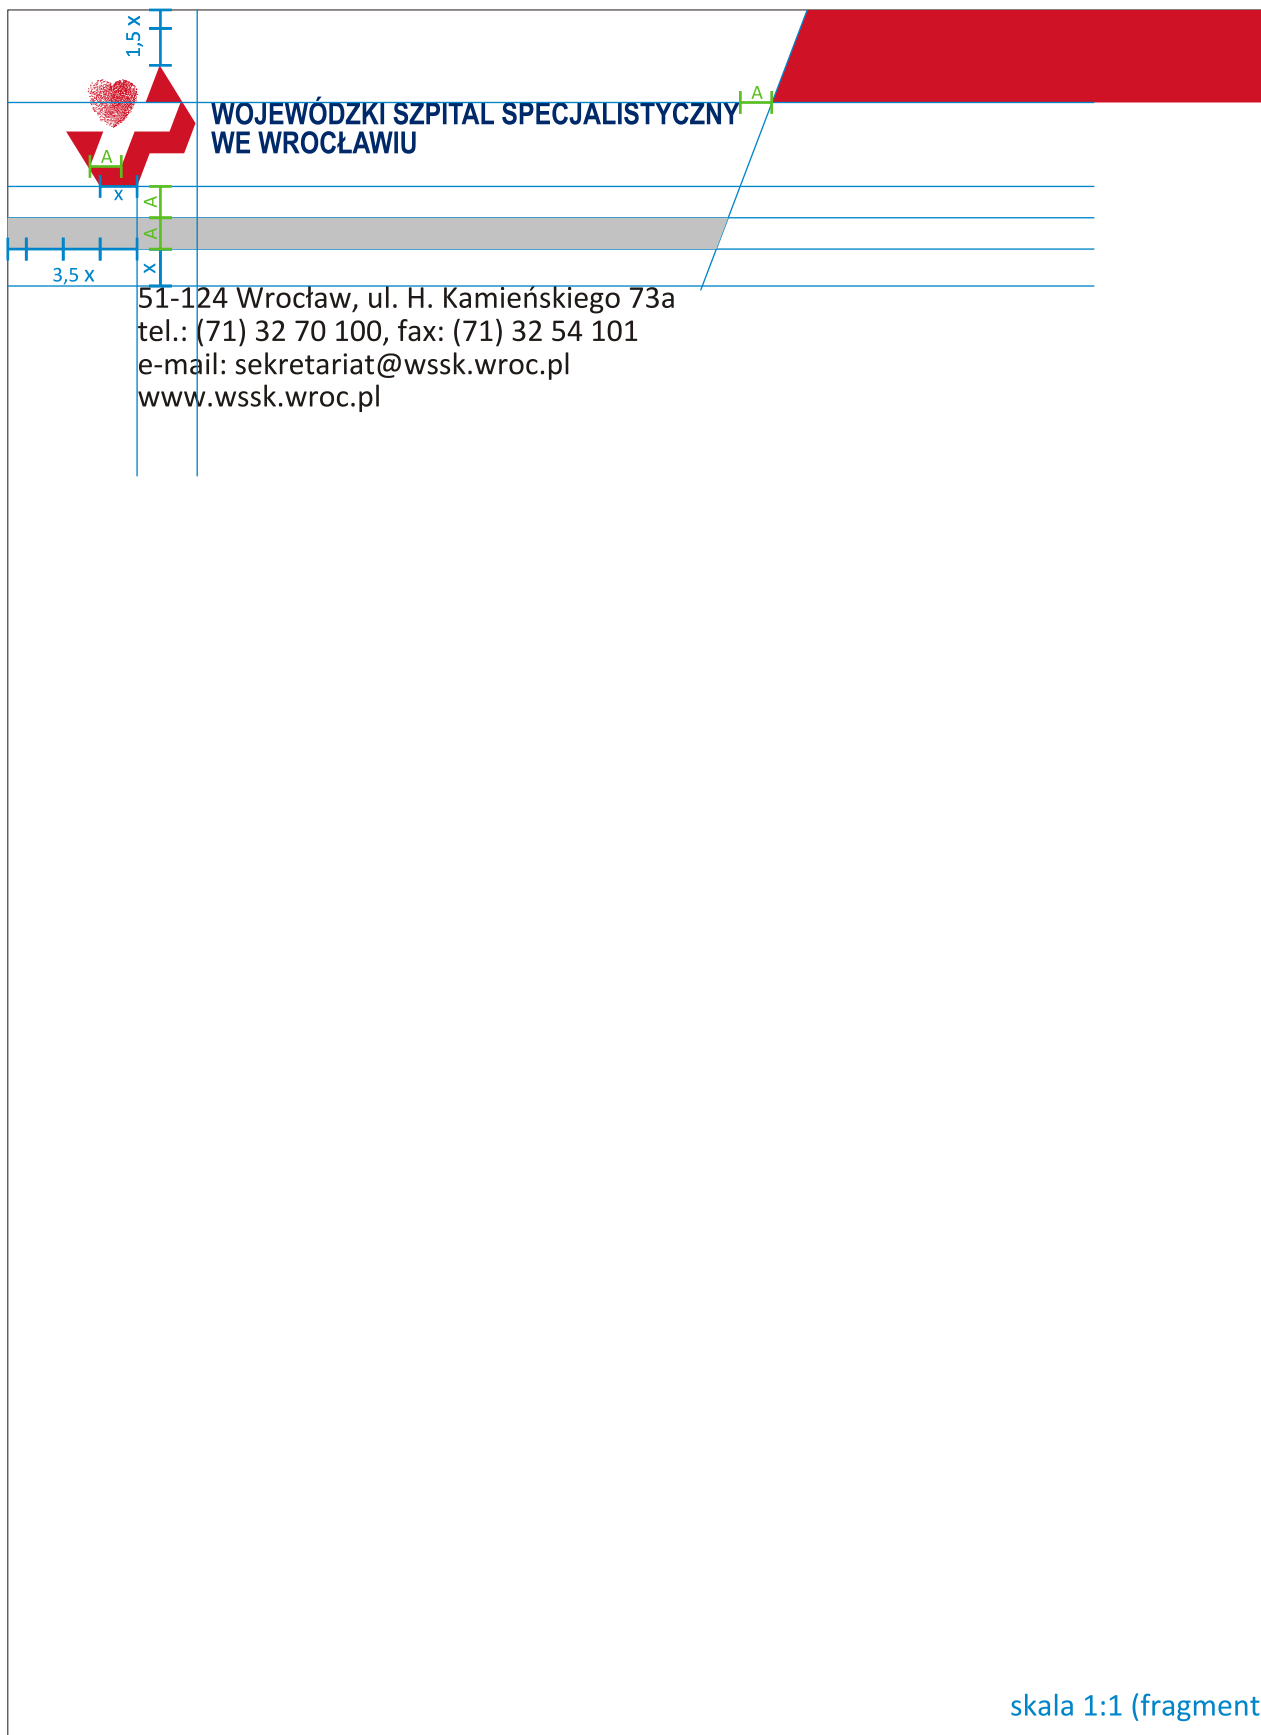 1,5 x
A
WOJEWÓDZKI SZPITAL SPECJALISTYCZNY
WE WROCŁAWIU
A
x
A
A
3,5 x
x
51-124 Wrocław, ul. H. Kamieńskiego 73a
tel.: (71) 32 70 100, fax: (71) 32 54 101
e-mail: sekretariat@wssk.wroc.pl
www.wssk.wroc.pl
skala 1:1 (fragment